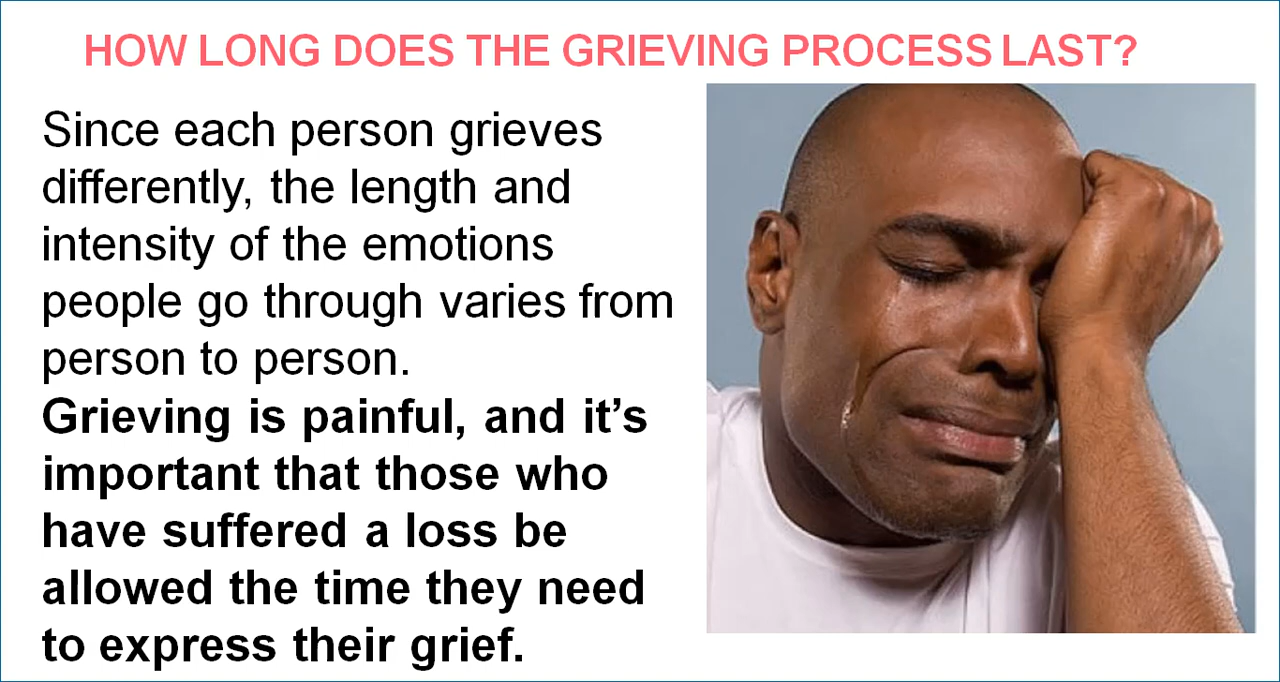 HOW LONG DOES THE GRIEVING PROCESS LAST?
Since each person grieves
differently, the length and
intensity of the emotions
people go through varies from
person to person.
Grieving is painful, and it’s
important that those who
have suffered a loss be
allowed the time they need
to express their grief.